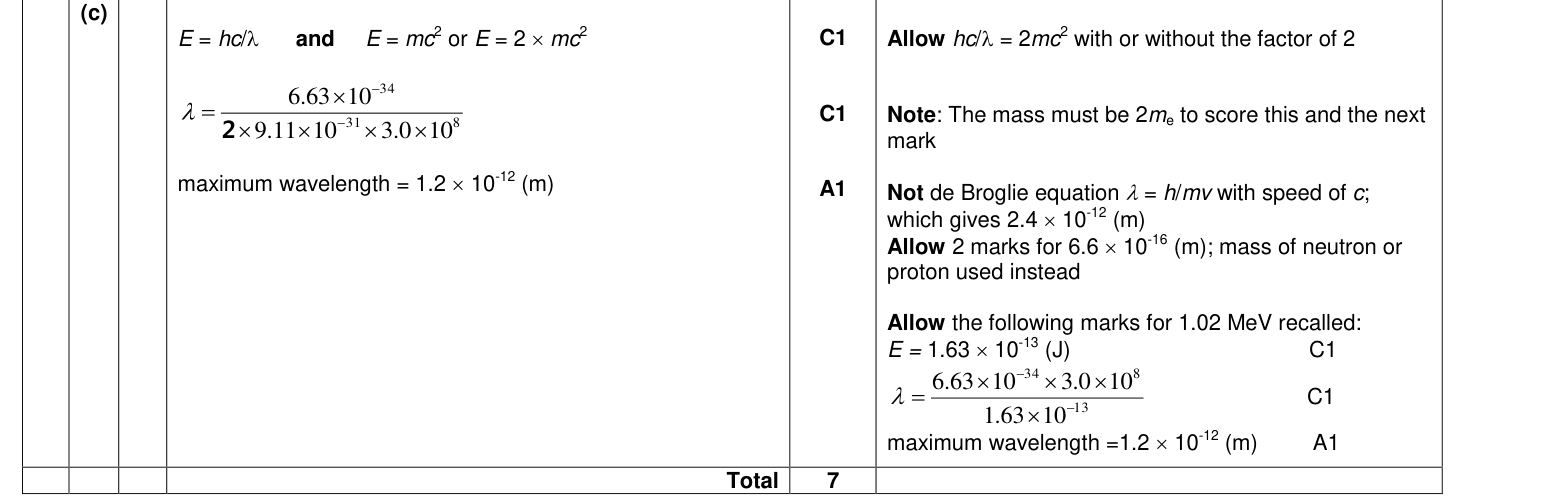 (c)
E = hc/λ and E = mc² or E = 2 × mc²
C1
Allow hc/λ = 2mc² with or without the factor of 2
λ = 6.63×10⁻³⁴ / 2×9.11×10⁻³¹×3.0×10⁸
C1
Note: The mass must be 2mₑ to score this and the next
mark
maximum wavelength = 1.2 × 10⁻¹² (m)
A1
Not de Broglie equation λ = h/mv with speed of c;
which gives 2.4 × 10⁻¹² (m)
Allow 2 marks for 6.6 × 10⁻¹⁶ (m); mass of neutron or
proton used instead
Allow the following marks for 1.02 MeV recalled:
E = 1.63 × 10⁻¹³ (J) C1
λ = 6.63×10⁻³⁴×3.0×10⁸ / 1.63×10⁻¹³ C1
maximum wavelength =1.2 × 10⁻¹² (m) A1
Total 7